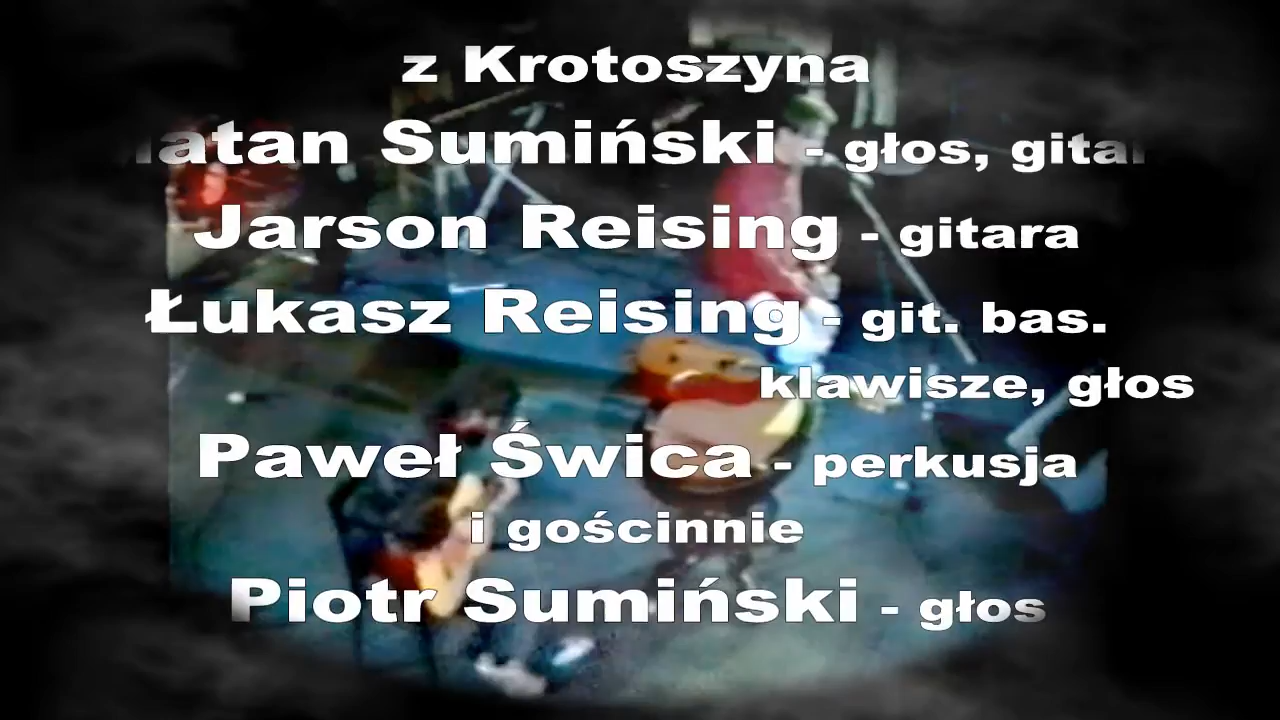 z Krotoszyna
Sumiński - głos,
Jarson Reising - gitara
Łukasz Reising - git. bas.
klawisze, głos
Paweł Świca - perkusja
i gościnnie
Piotr Sumiński - głos